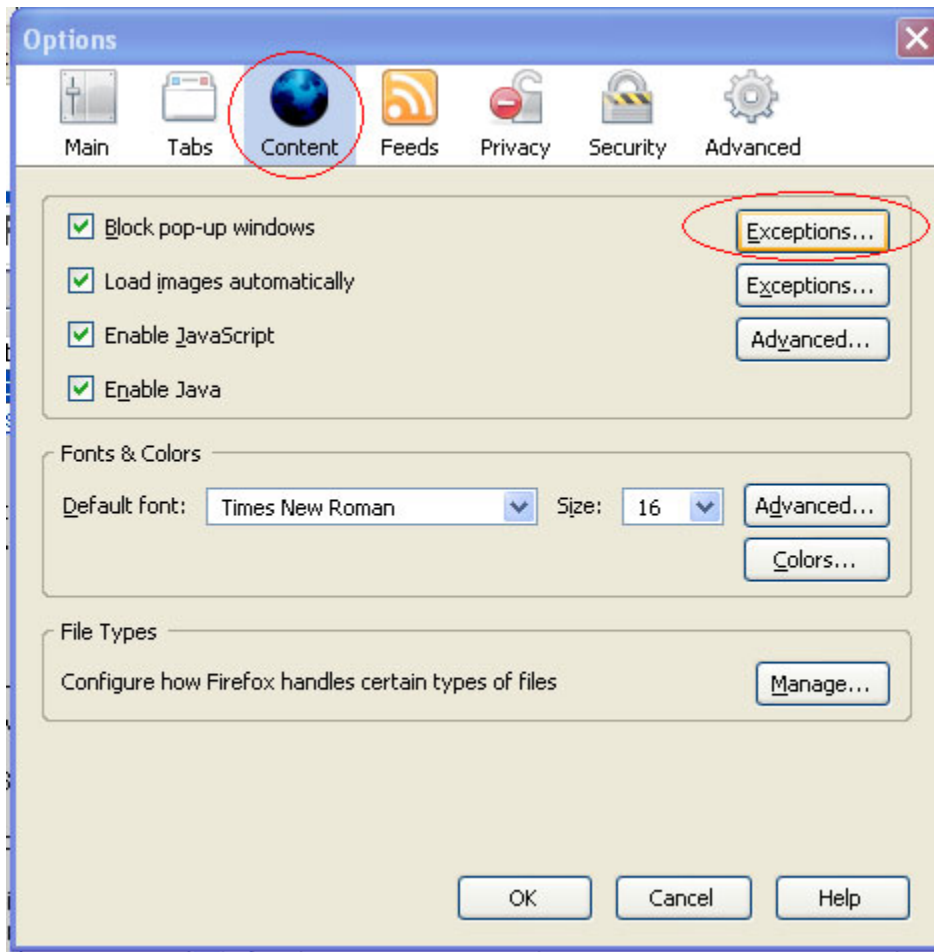 Options
Main Tabs Content Feeds Privacy Security Advanced
Block pop-up windows Exceptions...
Load images automatically Exceptions...
Enable JavaScript Advanced...
Enable Java
Fonts & Colors
Default font: Times New Roman Size: 16 Advanced...
Colors...
File Types
Configure how Firefox handles certain types of files Manage...
OK Cancel Help